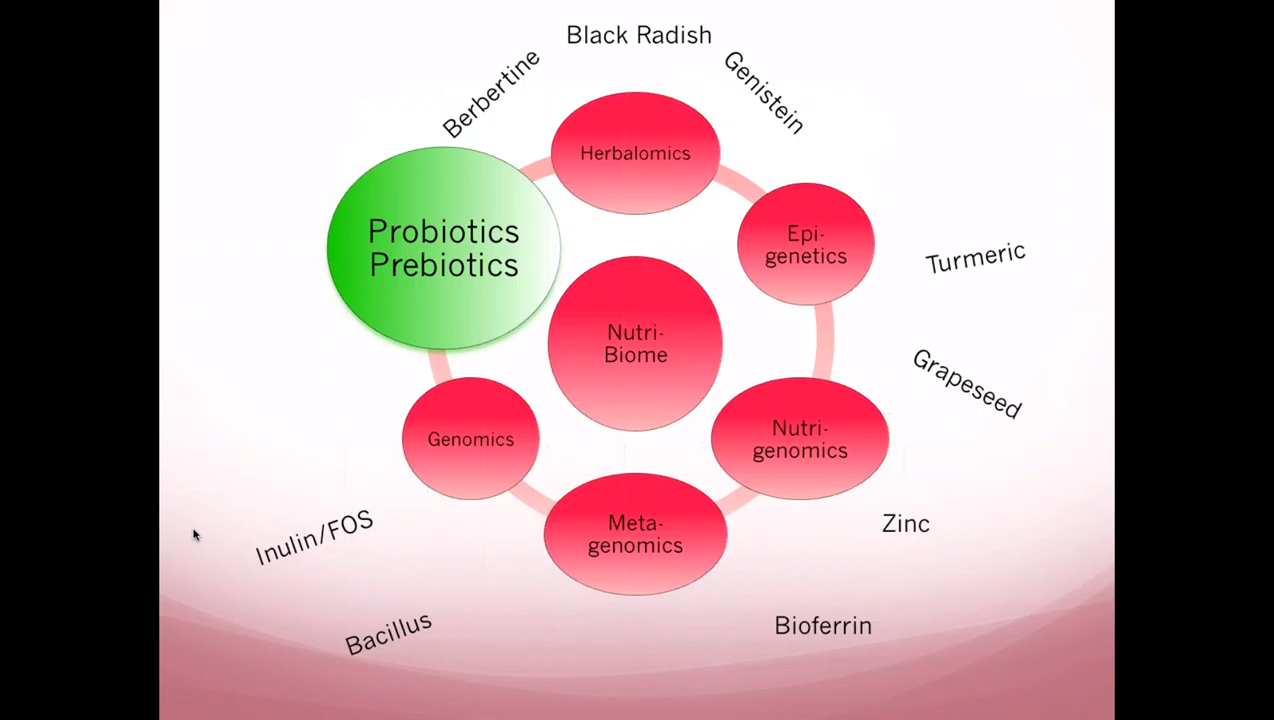 Black Radish
Berbertine
Genistein
Herbalomics
Probiotics
Prebiotics
Epi-
genetics
Turmeric
Nutri-
Biome
Grapeseed
Genomics
Nutri-
genomics
Inulin/FOS
Meta-
genomics
Zinc
Bacillus
Bioferrin